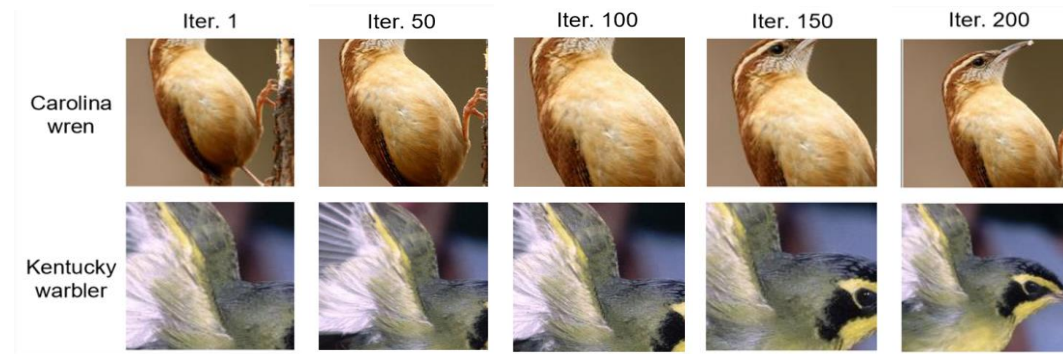 Iter. 1 Iter. 50 Iter. 100 Iter. 150 Iter. 200
Carolina
wren
Kentucky
warbler